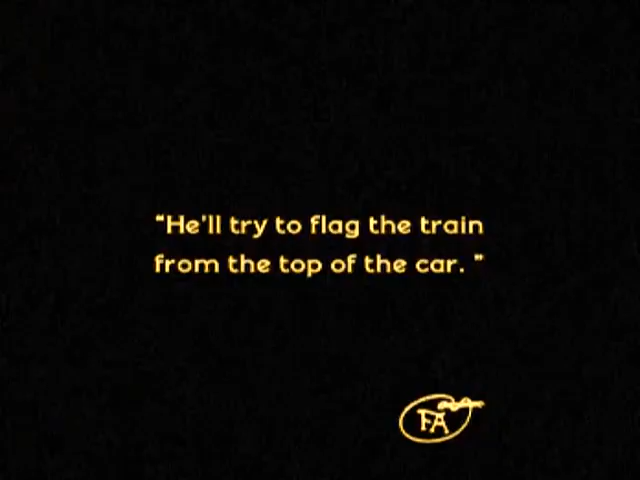 “He'll try to flag the train
from the top of the car. ”
FA